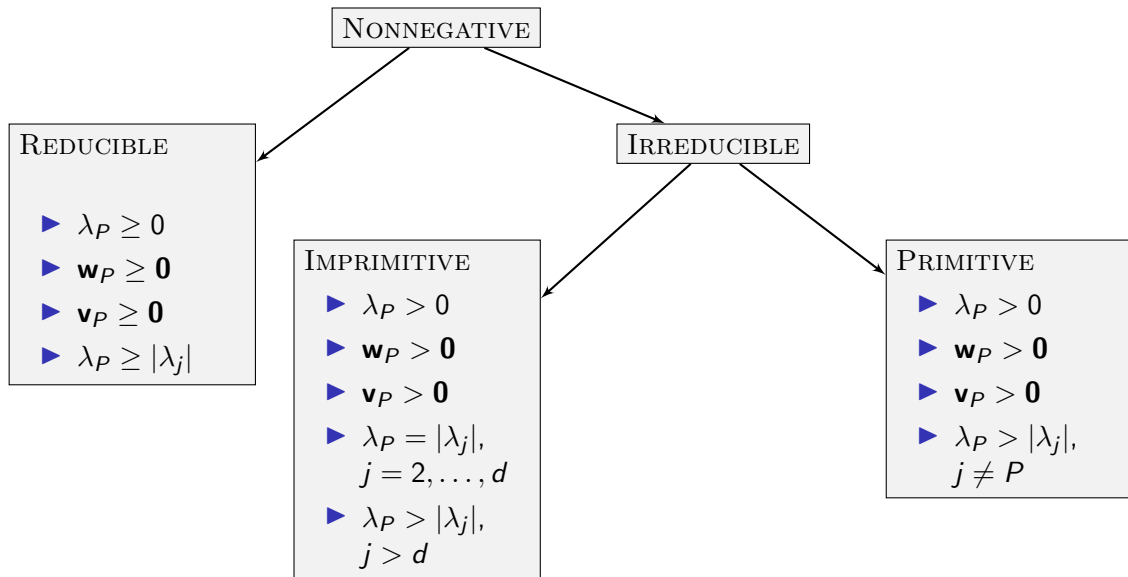 NONNEGATIVE
REDUCIBLE
▶ λ_P ≥ 0
▶ w_P ≥ 0
▶ v_P ≥ 0
▶ λ_P ≥ |λ_j|
IRREDUCIBLE
IMPRIMITIVE
▶ λ_P > 0
▶ w_P > 0
▶ v_P > 0
▶ λ_P = |λ_j|,
j = 2, . . . , d
▶ λ_P > |λ_j|,
j > d
PRIMITIVE
▶ λ_P > 0
▶ w_P > 0
▶ v_P > 0
▶ λ_P > |λ_j|,
j ≠ P